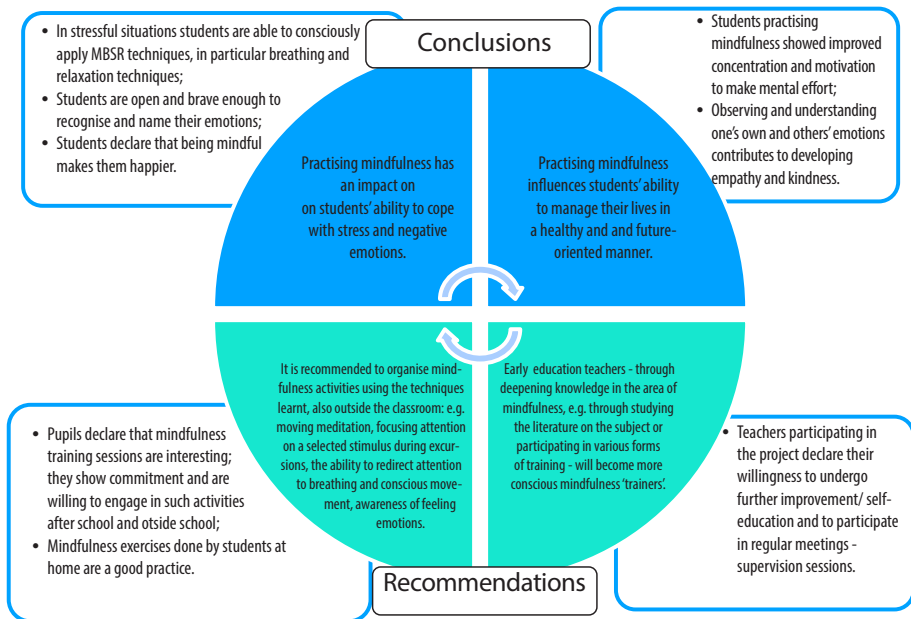 Conclusions
• In stressful situations students are able to consciously
apply MBSR techniques, in particular breathing and
relaxation techniques;
• Students are open and brave enough to
recognise and name their emotions;
• Students declare that being mindful
makes them happier.
• Students practising
mindfulness showed improved
concentration and motivation
to make mental effort;
• Observing and understanding
one's own and others' emotions
contributes to developing
empathy and kindness.
Practising mindfulness has
an impact on
on students' ability to cope
with stress and negative
emotions.
Practising mindfulness
influences students' ability
to manage their lives in
a healthy and and future-
oriented manner.
It is recommended to organise mind-
fulness activities using the techniques
learnt, also outside the classroom: e.g.
moving meditation, focusing attention
on a selected stimulus during excur-
sions, the ability to redirect attention
to breathing and conscious move-
ment, awareness of feeling
emotions.
Early education teachers - through
deepening knowledge in the area of
mindfulness, e.g. through studying
the literature on the subject or
participating in various forms
of training - will become more
conscious mindfulness 'trainers'.
• Pupils declare that mindfulness
training sessions are interesting;
they show commitment and are
willing to engage in such activities
after school and otside school;
• Mindfulness exercises done by students at
home are a good practice.
• Teachers participating in
the project declare their
willingness to undergo
further improvement/ self-
education and to participate
in regular meetings -
supervision sessions.
Recommendations